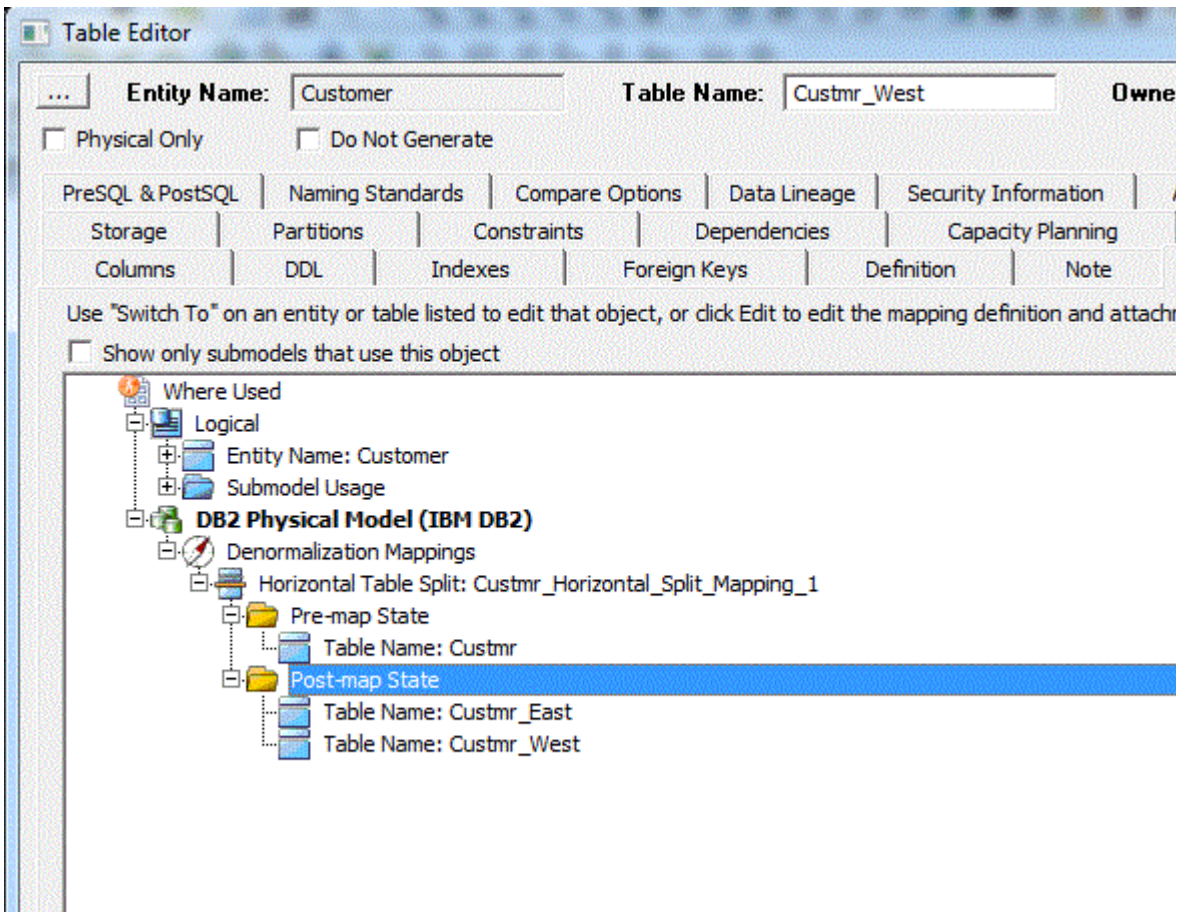 Table Editor
... Entity Name: Customer Table Name: Custmr_West Owne
Physical Only Do Not Generate
PreSQL & PostSQL Naming Standards Compare Options Data Lineage Security Information
Storage Partitions Constraints Dependencies Capacity Planning
Columns DDL Indexes Foreign Keys Definition Note
Use "Switch To" on an entity or table listed to edit that object, or click Edit to edit the mapping definition and attachr
Show only submodels that use this object
Where Used
Logical
Entity Name: Customer
Submodel Usage
DB2 Physical Model (IBM DB2)
Denormalization Mappings
Horizontal Table Split: Custmr_Horizontal_Split_Mapping_1
Pre-map State
Table Name: Custmr
Post-map State
Table Name: Custmr_East
Table Name: Custmr_West